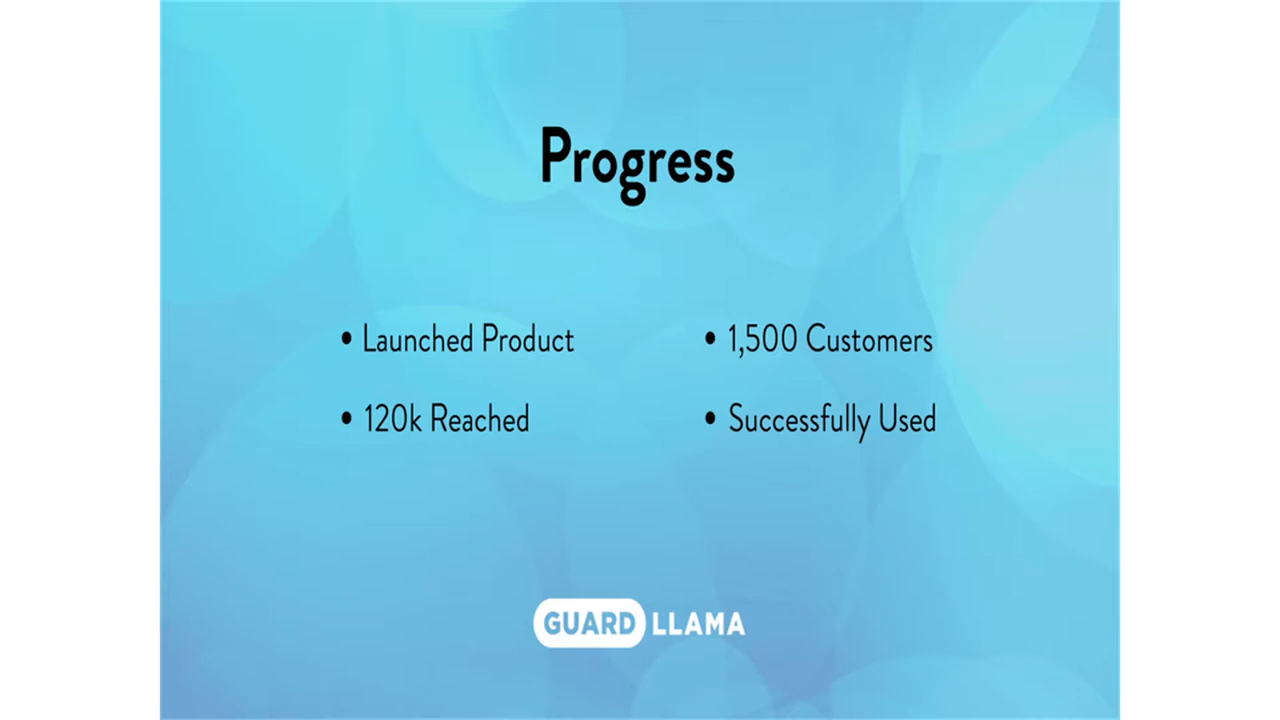 Progress
• Launched Product
• 120k Reached
• 1,500 Customers
• Successfully Used
GUARD LLAMA